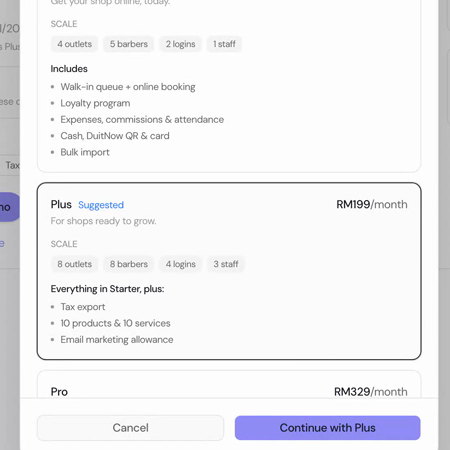 Get your shop online, today.
SCALE
4 outlets 5 barbers 2 logins 1 staff
Includes
Walk-in queue + online booking
Loyalty program
Expenses, commissions & attendance
Cash, DuitNow QR & card
Bulk import
Plus Suggested RM199/month
For shops ready to grow.
SCALE
8 outlets 8 barbers 4 logins 3 staff
Everything in Starter, plus:
Tax export
10 products & 10 services
Email marketing allowance
Pro RM329/month
Cancel Continue with Plus
Tax